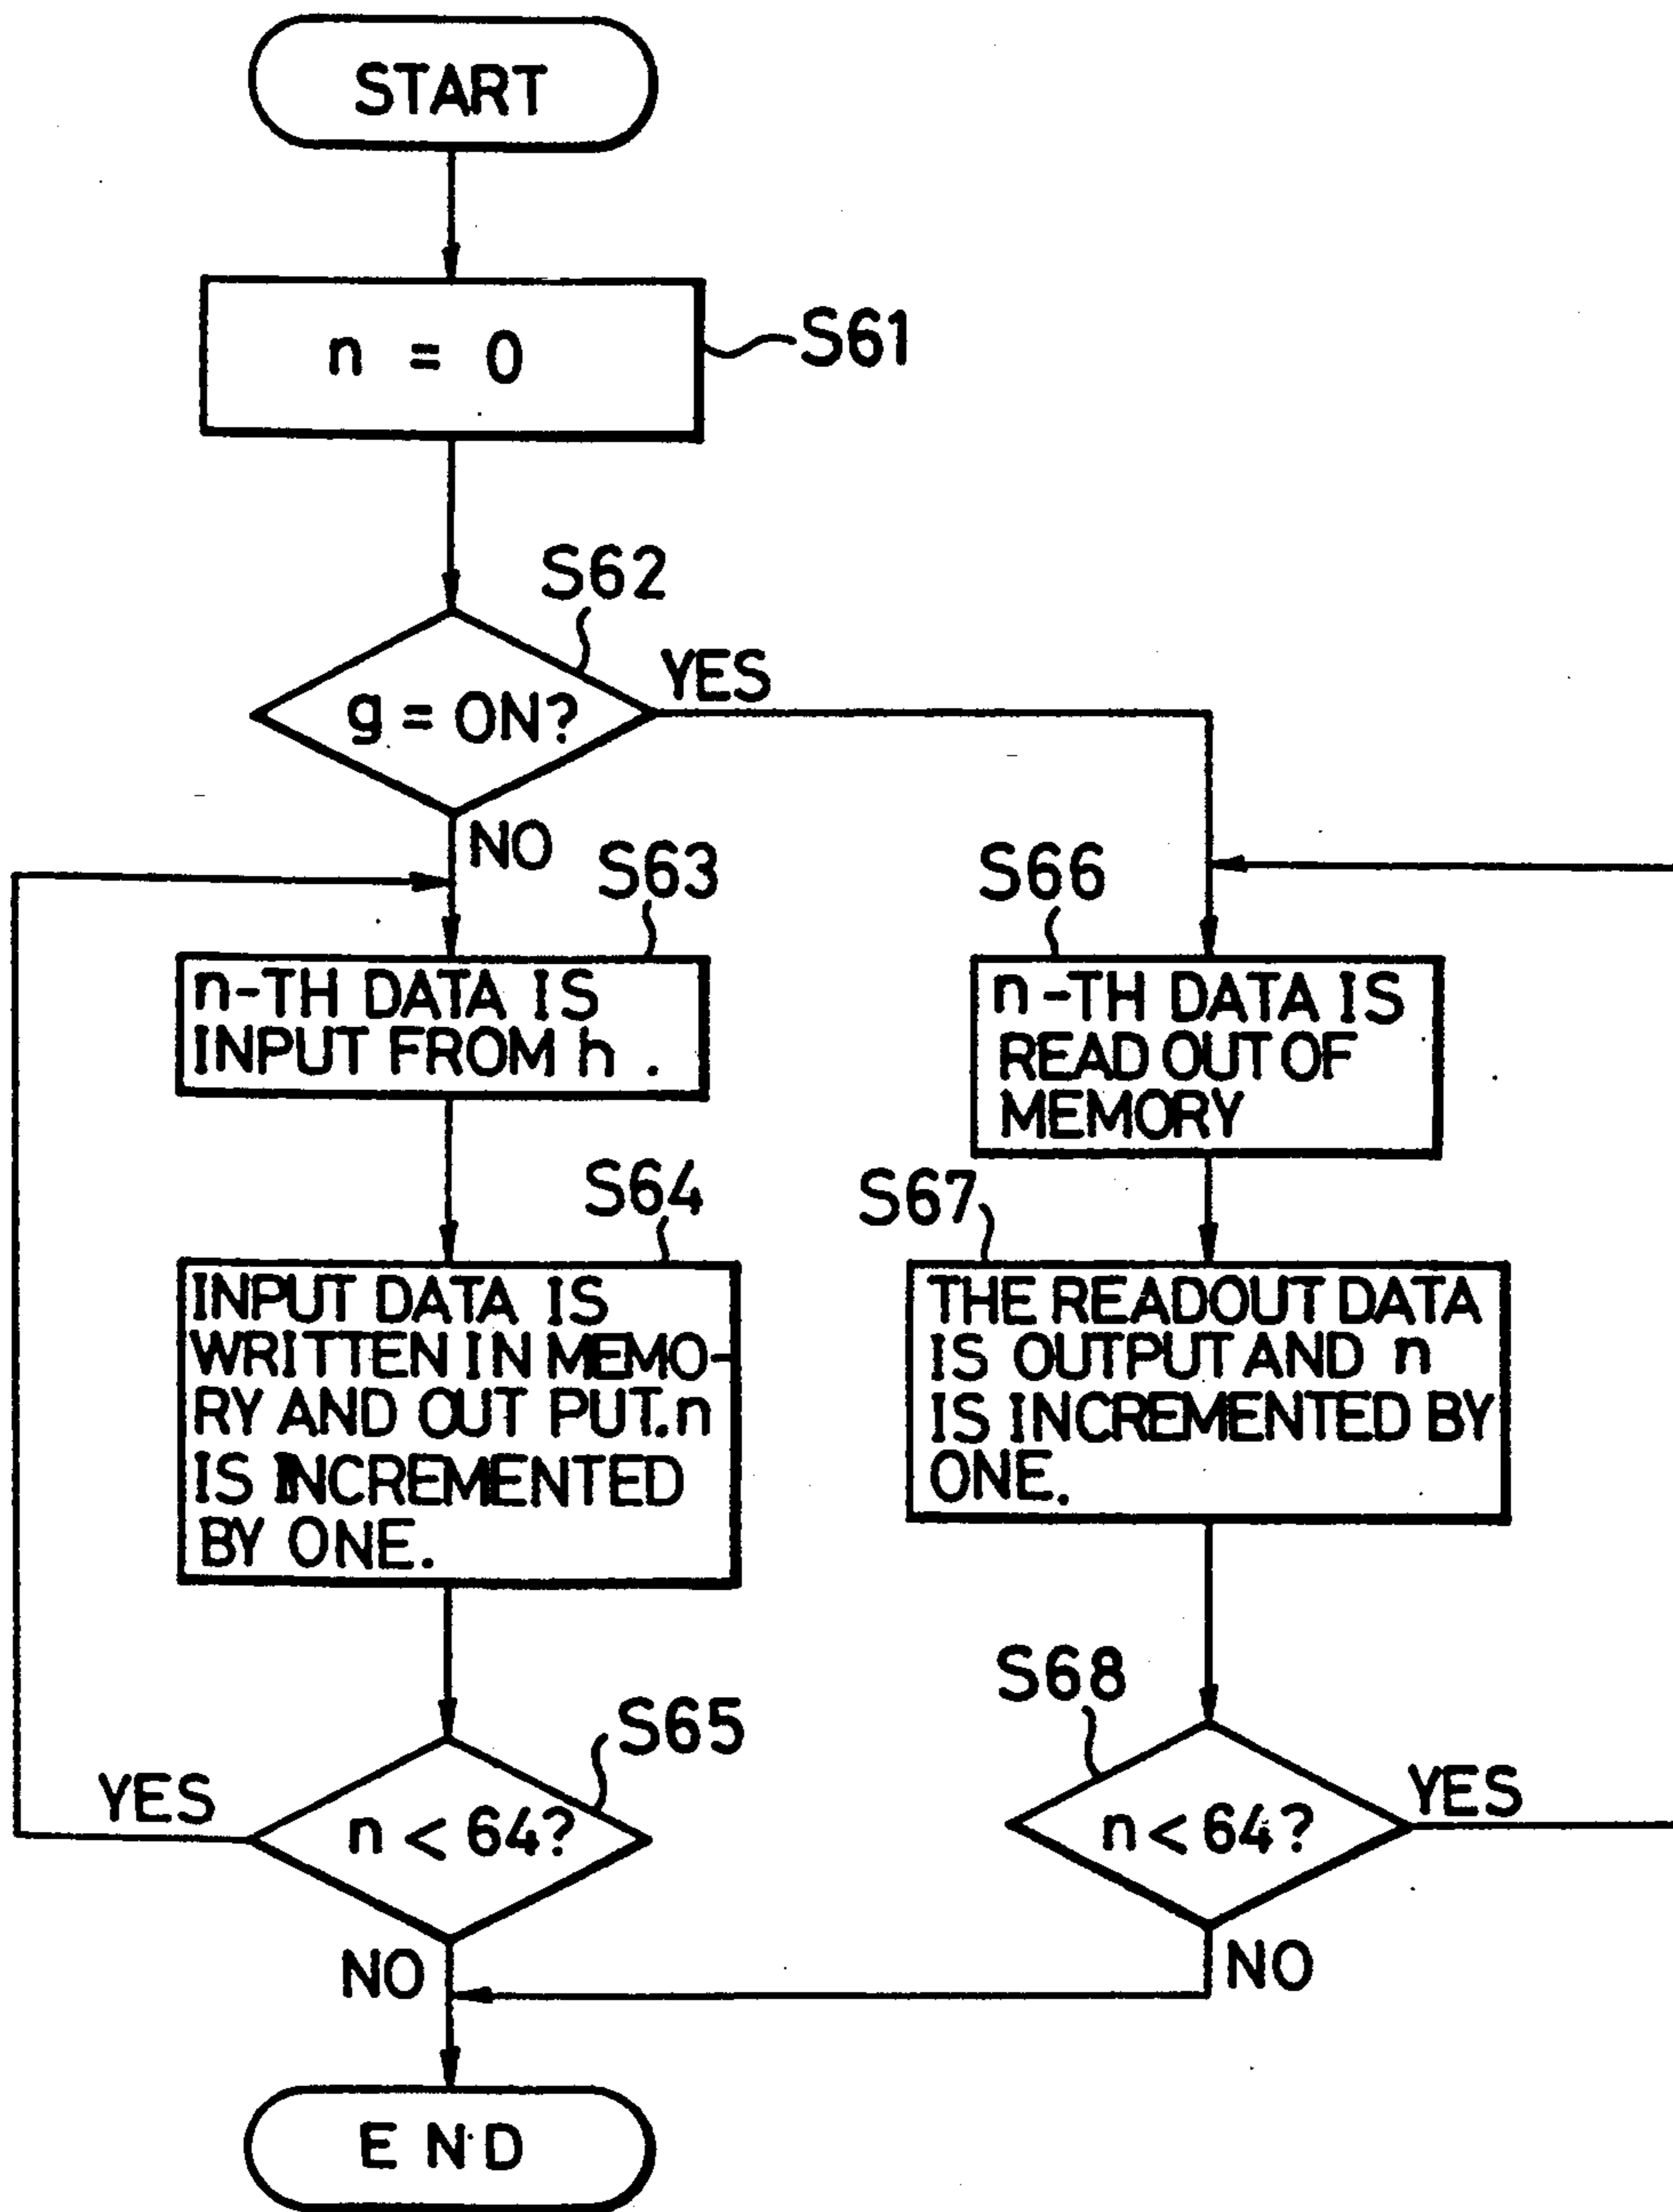 START
n = 0
S61
S62
g = ON?
YES
NO
S63
n-TH DATA IS
INPUT FROM h .
S64
INPUT DATA IS
WRITTEN IN MEMO-
RY AND OUT PUT. n
IS INCREMENTED
BY ONE.
S65
n < 64?
YES
NO
S66
n-TH DATA IS
READ OUT OF
MEMORY
S67
THE READOUT DATA
IS OUTPUT AND n
IS INCREMENTED BY
ONE.
S68
n < 64?
YES
NO
END